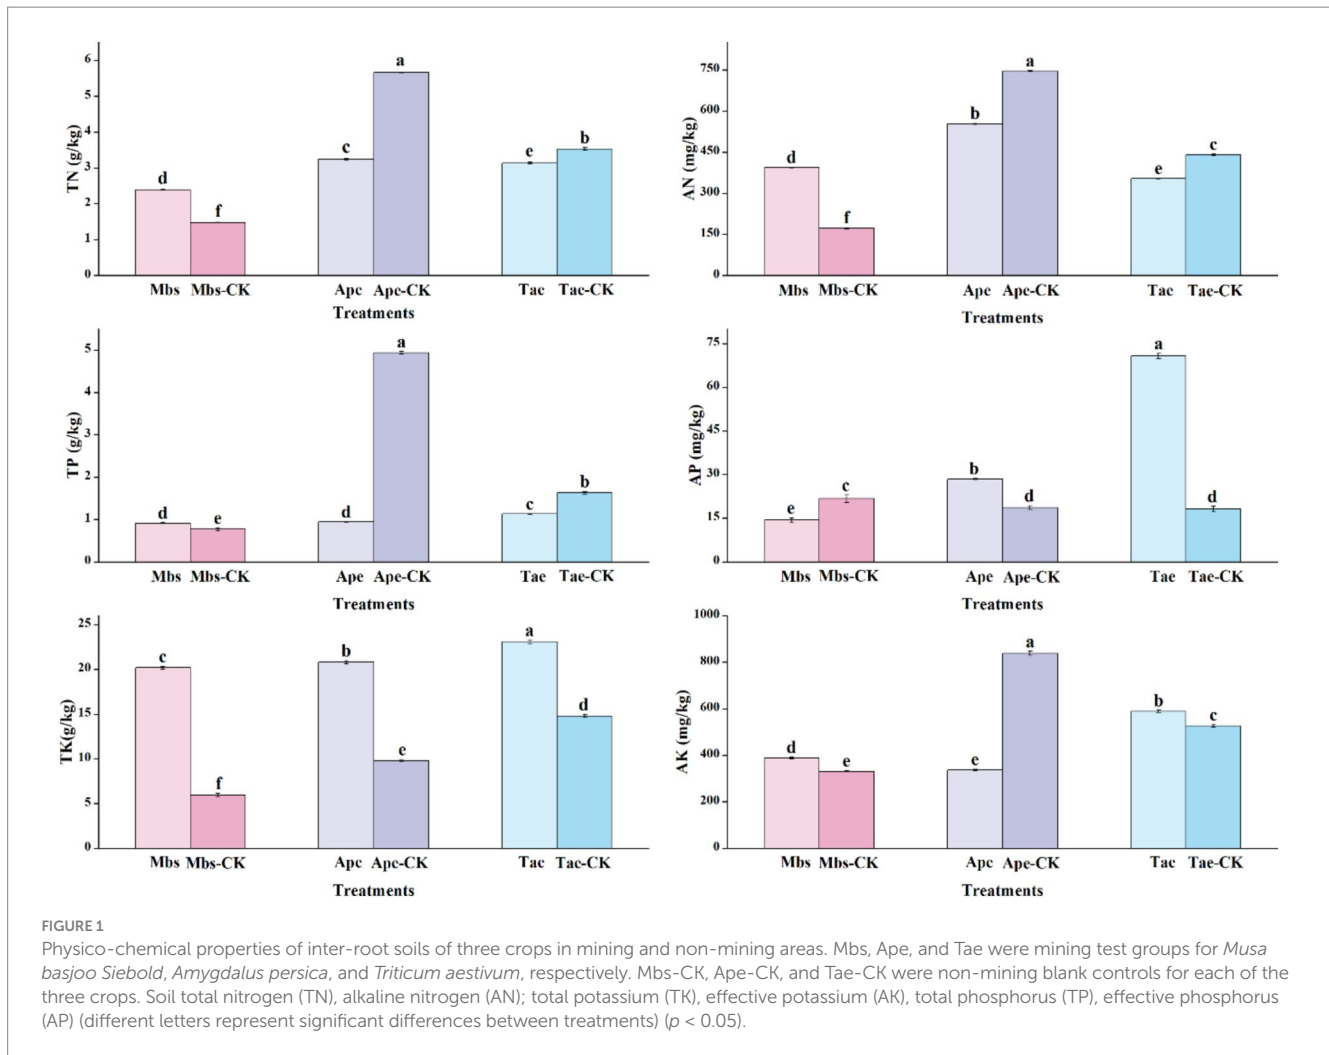 TN (g/kg)
6
5
4
3
2
1
0
d
f
c
a
e
b
Mbs Mbs-CK Ape Ape-CK Tae Tae-CK
Treatments
AN (mg/kg)
750
600
450
300
150
0
d
f
b
a
e
c
Mbs Mbs-CK Ape Ape-CK Tae Tae-CK
Treatments
TP (g/kg)
5
4
3
2
1
0
d
e
d
a
c
b
Mbs Mbs-CK Ape Ape-CK Tae Tae-CK
Treatments
AP (mg/kg)
75
60
45
30
15
0
e
c
b
d
a
d
Mbs Mbs-CK Ape Ape-CK Tae Tae-CK
Treatments
TK(g/kg)
25
20
15
10
5
0
c
f
b
e
a
d
Mbs Mbs-CK Ape Ape-CK Tae Tae-CK
Treatments
AK (mg/kg)
1000
800
600
400
200
0
d
e
e
a
b
c
Mbs Mbs-CK Ape Ape-CK Tae Tae-CK
Treatments
FIGURE 1
Physico-chemical properties of inter-root soils of three crops in mining and non-mining areas. Mbs, Ape, and Tae were mining test groups for Musa
basjoo Siebold, Amygdalus persica, and Triticum aestivum, respectively. Mbs-CK, Ape-CK, and Tae-CK were non-mining blank controls for each of the
three crops. Soil total nitrogen (TN), alkaline nitrogen (AN); total potassium (TK), effective potassium (AK), total phosphorus (TP), effective phosphorus
(AP) (different letters represent significant differences between treatments) (p < 0.05).